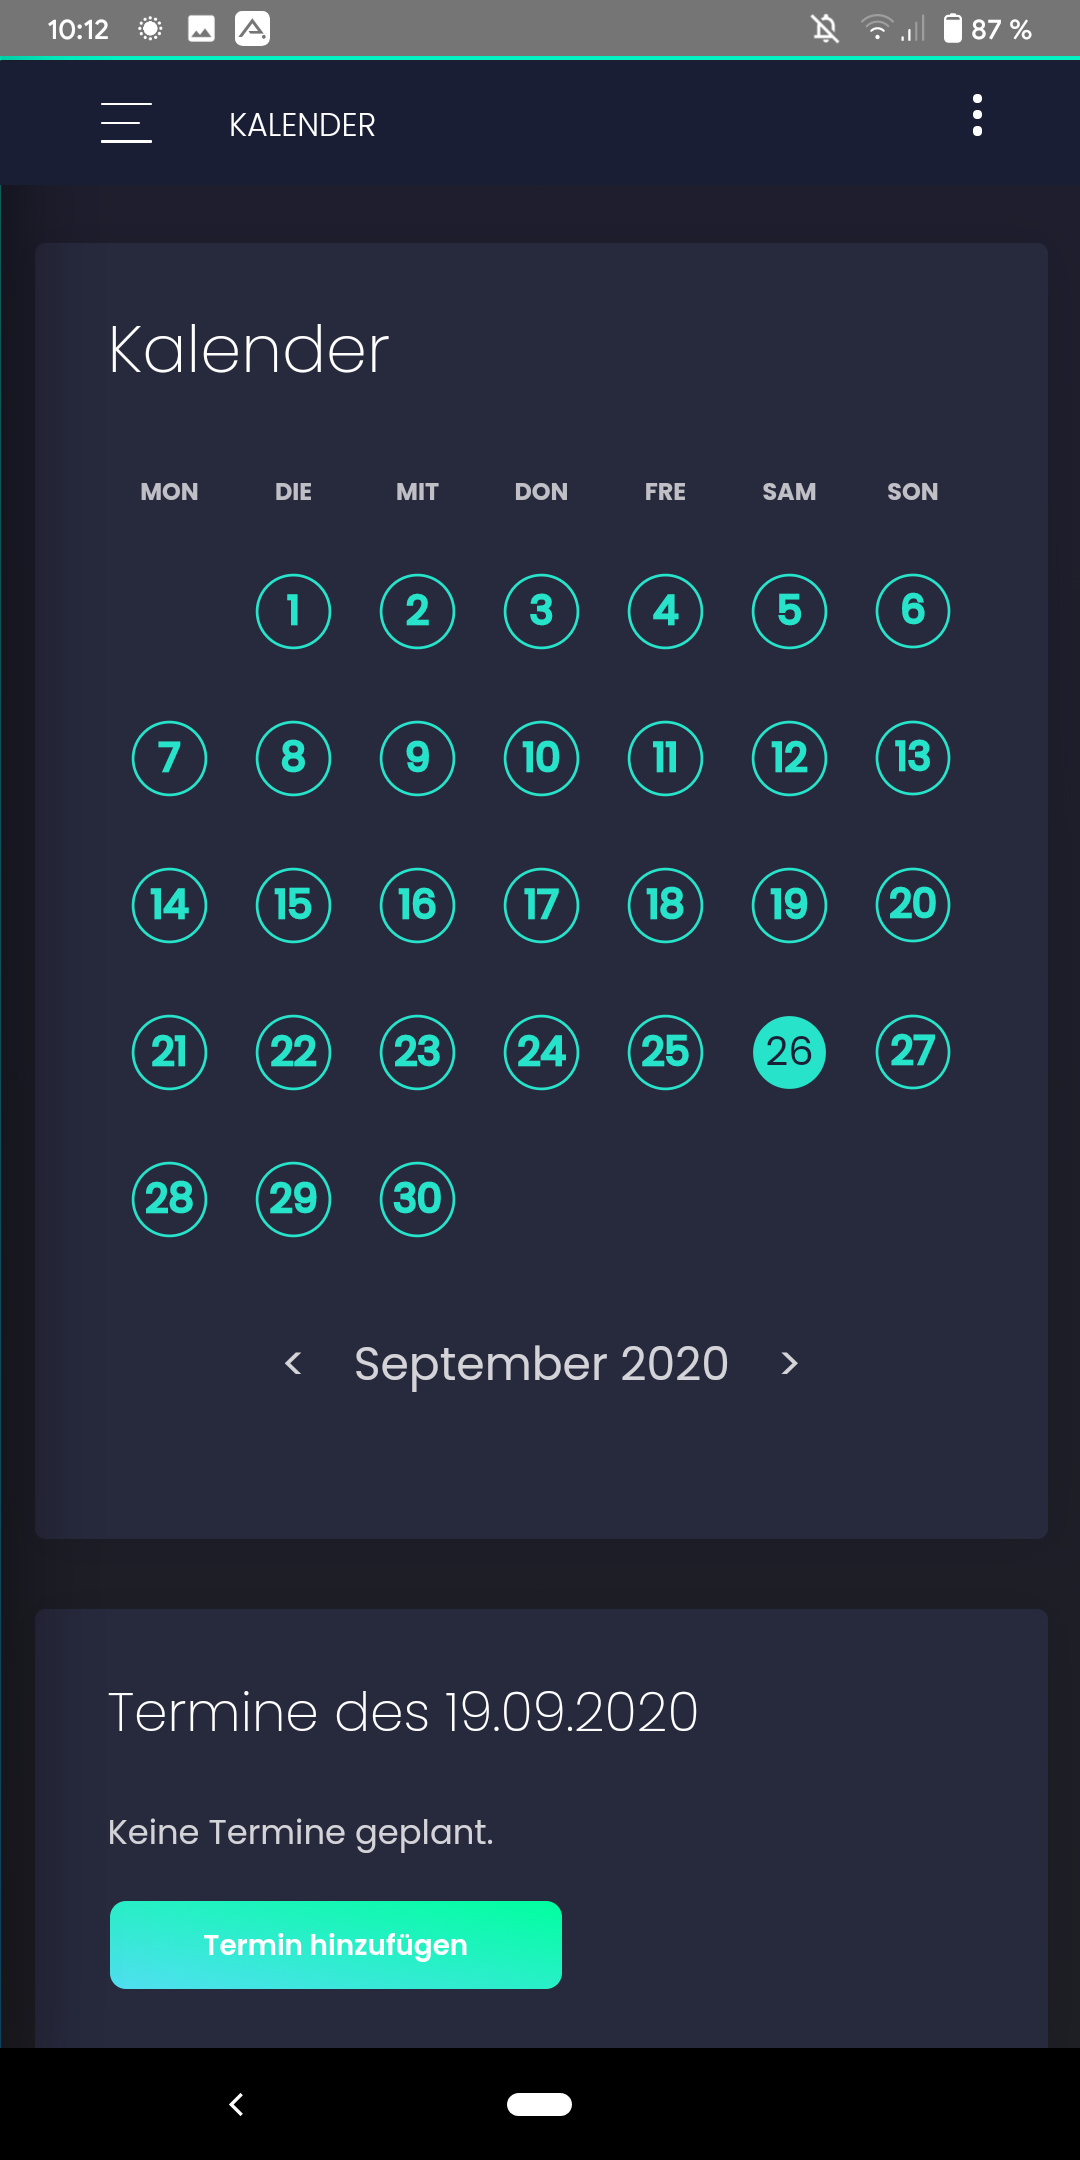 10:12 87 %
KALENDER
Kalender
MON DIE MIT DON FRE SAM SON
1 2 3 4 5 6
7 8 9 10 11 12 13
14 15 16 17 18 19 20
21 22 23 24 25 26 27
28 29 30
< September 2020 >
Termine des 19.09.2020
Keine Termine geplant.
Termin hinzufügen